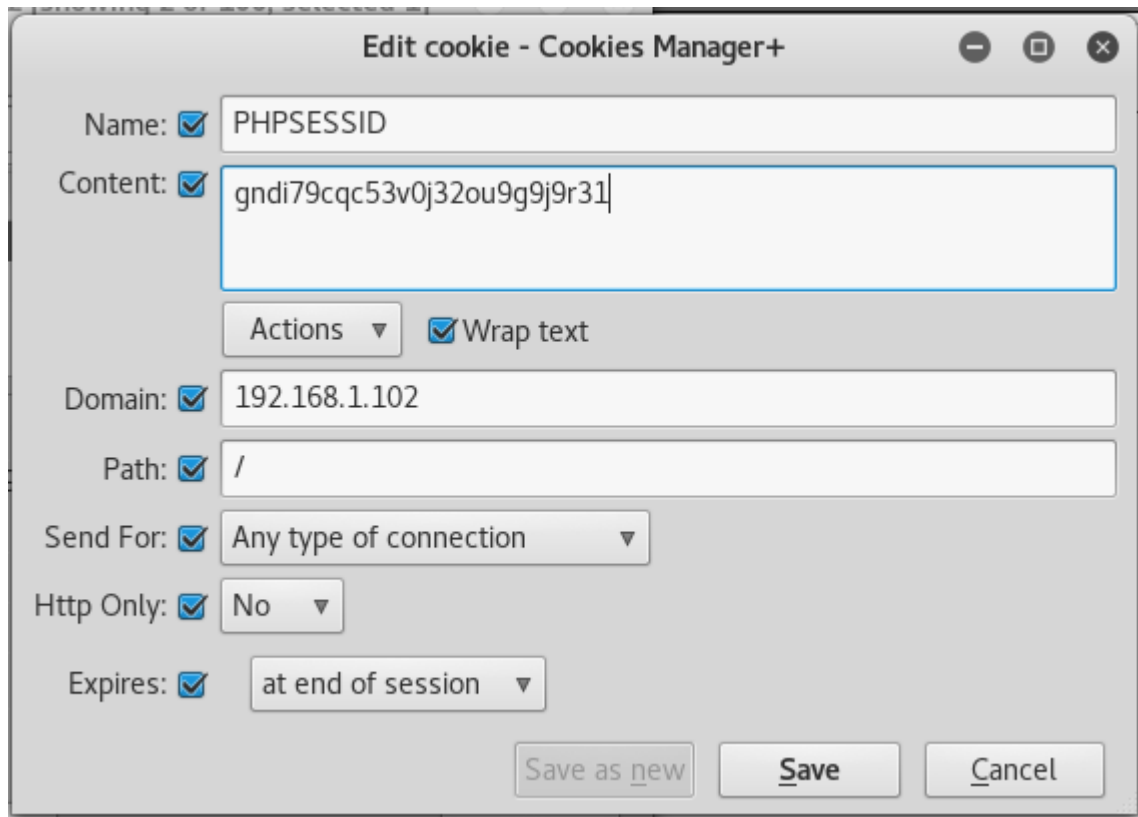 Edit cookie - Cookies Manager+
Name: PHPSESSID
Content: gndi79cqc53v0j32ou9g9j9r31
Actions Wrap text
Domain: 192.168.1.102
Path: /
Send For: Any type of connection
Http Only: No
Expires: at end of session
Save as new Save Cancel